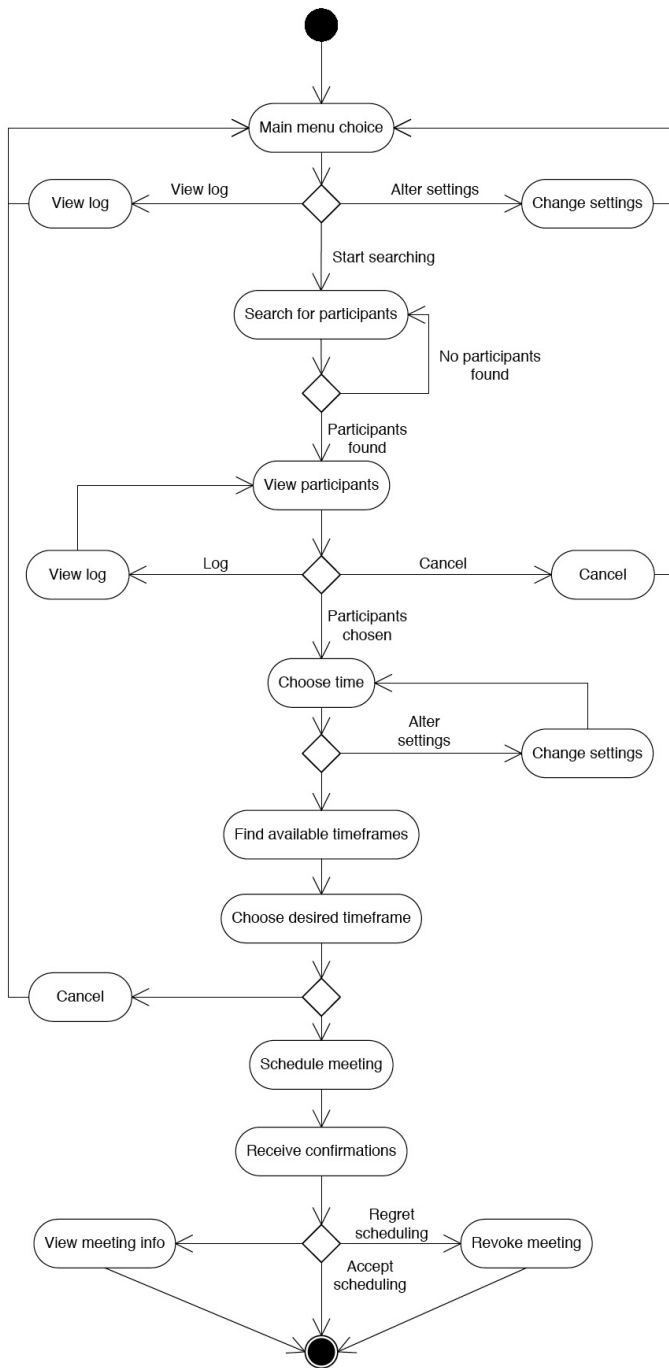 Main menu choice
View log
View log
Alter settings
Change settings
Start searching
Search for participants
No participants
found
Participants
found
View participants
View log
Log
Cancel
Cancel
Participants
chosen
Choose time
Alter
settings
Change settings
Find available timeframes
Choose desired timeframe
Cancel
Schedule meeting
Receive confirmations
View meeting info
Regret
scheduling
Revoke meeting
Accept
scheduling